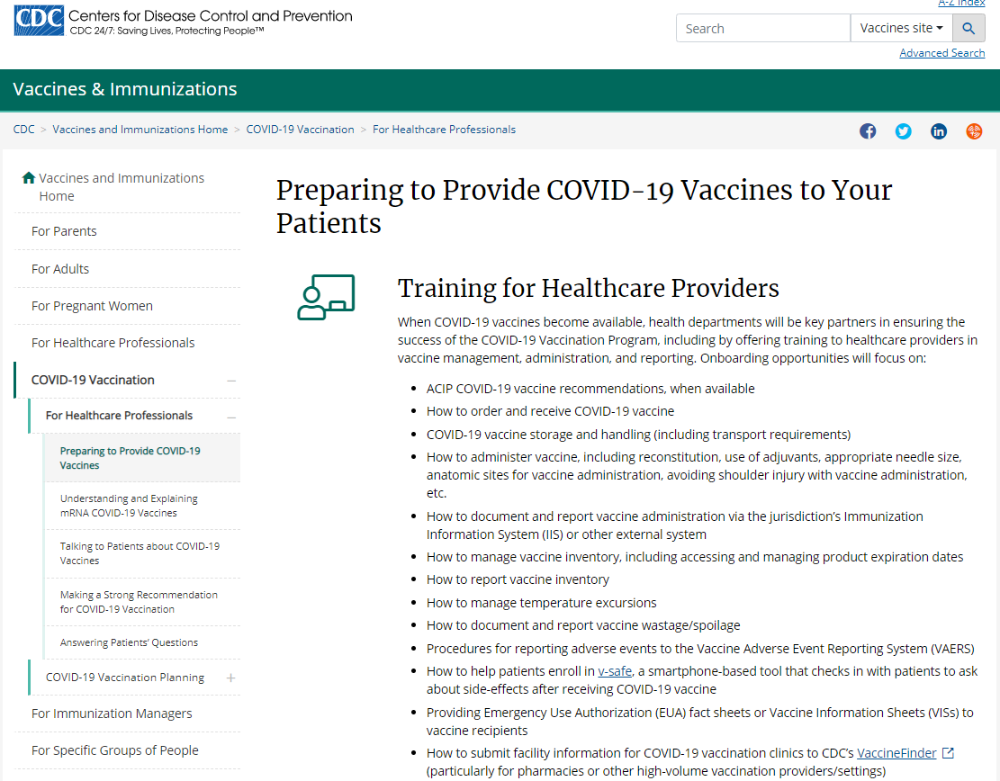 A-Z Index
CDC Centers for Disease Control and Prevention
CDC 24/7: Saving Lives, Protecting People™
Search
Vaccines site
Advanced Search
Vaccines & Immunizations
CDC > Vaccines and Immunizations Home > COVID-19 Vaccination > For Healthcare Professionals
Vaccines and Immunizations
Home
For Parents
For Adults
For Pregnant Women
For Healthcare Professionals
COVID-19 Vaccination
For Healthcare Professionals
Preparing to Provide COVID-19
Vaccines
Understanding and Explaining
mRNA COVID-19 Vaccines
Talking to Patients about COVID-19
Vaccines
Making a Strong Recommendation
for COVID-19 Vaccination
Answering Patients' Questions
COVID-19 Vaccination Planning
For Immunization Managers
For Specific Groups of People
Preparing to Provide COVID-19 Vaccines to Your
Patients
Training for Healthcare Providers
When COVID-19 vaccines become available, health departments will be key partners in ensuring the
success of the COVID-19 Vaccination Program, including by offering training to healthcare providers in
vaccine management, administration, and reporting. Onboarding opportunities will focus on:
• ACIP COVID-19 vaccine recommendations, when available
• How to order and receive COVID-19 vaccine
• COVID-19 vaccine storage and handling (including transport requirements)
• How to administer vaccine, including reconstitution, use of adjuvants, appropriate needle size,
anatomic sites for vaccine administration, avoiding shoulder injury with vaccine administration,
etc.
• How to document and report vaccine administration via the jurisdiction's Immunization
Information System (IIS) or other external system
• How to manage vaccine inventory, including accessing and managing product expiration dates
• How to report vaccine inventory
• How to manage temperature excursions
• How to document and report vaccine wastage/spoilage
• Procedures for reporting adverse events to the Vaccine Adverse Event Reporting System (VAERS)
• How to help patients enroll in v-safe, a smartphone-based tool that checks in with patients to ask
about side-effects after receiving COVID-19 vaccine
• Providing Emergency Use Authorization (EUA) fact sheets or Vaccine Information Sheets (VISs) to
vaccine recipients
• How to submit facility information for COVID-19 vaccination clinics to CDC's VaccineFinder
(particularly for pharmacies or other high-volume vaccination providers/settings)